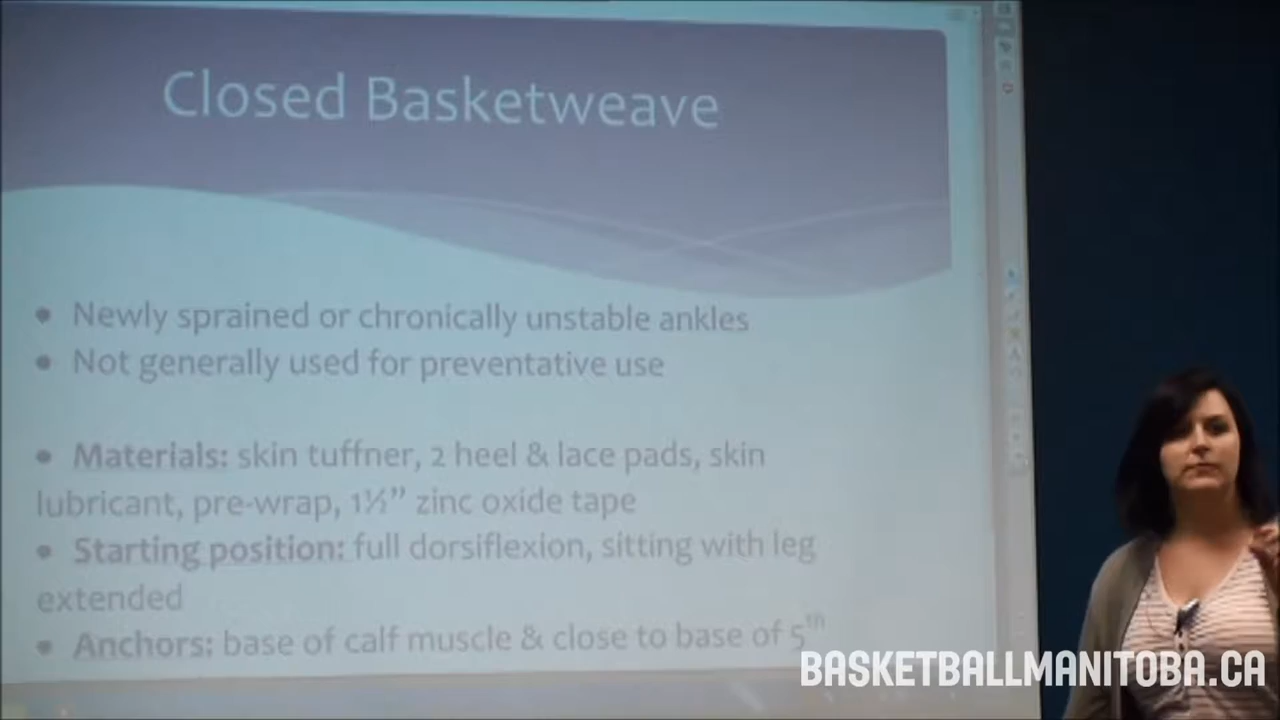 Closed Basketweave
• Newly sprained or chronically unstable ankles
• Not generally used for preventative use
• Materials: skin tuffner, 2 heel & lace pads, skin
lubricant, pre-wrap, 1½” zinc oxide tape
• Starting position: full dorsiflexion, sitting with leg
extended
• Anchors: base of calf muscle & close to base of 5th
BASKETBALLMANITOBA.CA